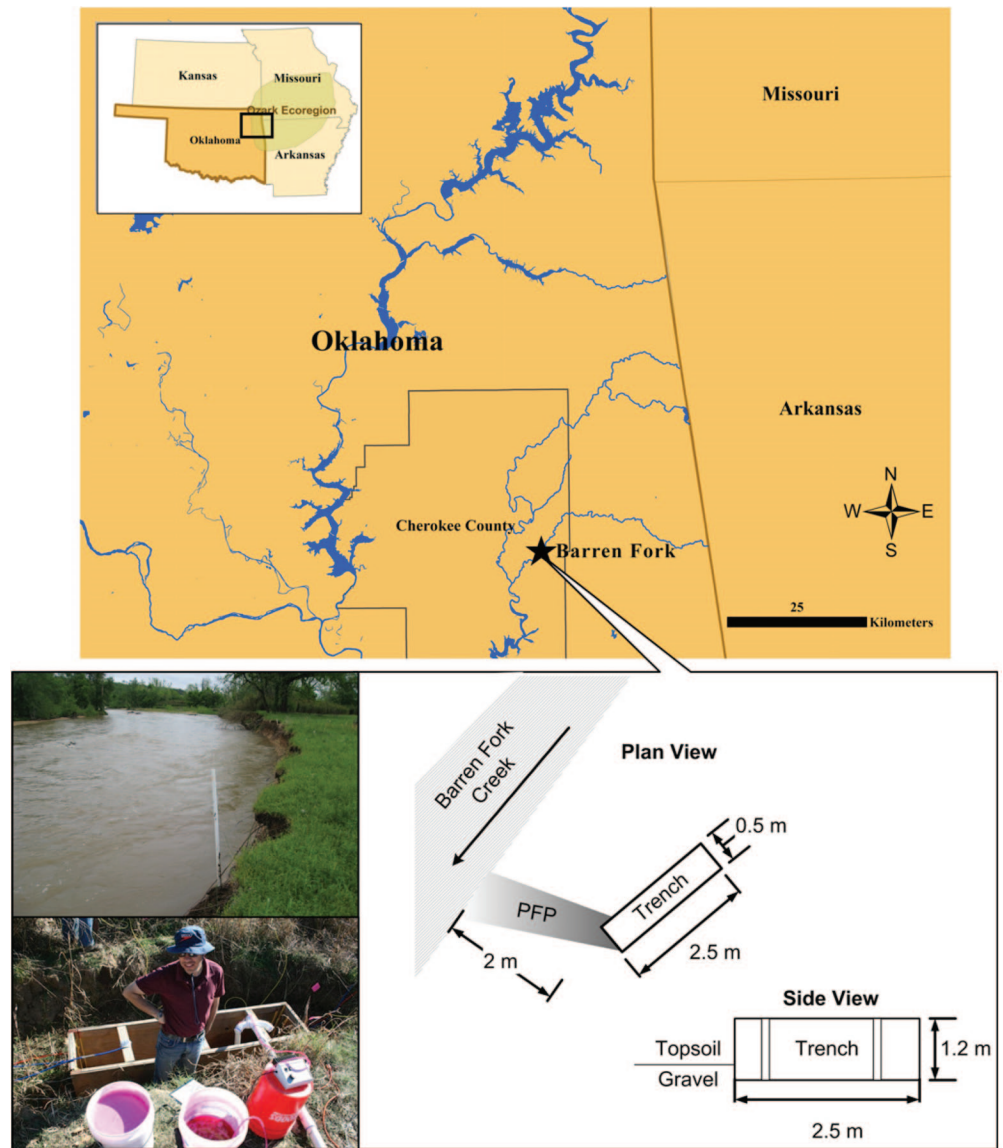 Kansas
Missouri
Ozark Ecoregion
Oklahoma
Arkansas
Missouri
Oklahoma
Arkansas
N
W E
S
Cherokee County
Barren Fork
25
Kilometers
Plan View
Barren Fork
Creek
0.5 m
Trench
PFP
2.5 m
2 m
Side View
Topsoil
Trench
1.2 m
Gravel
2.5 m